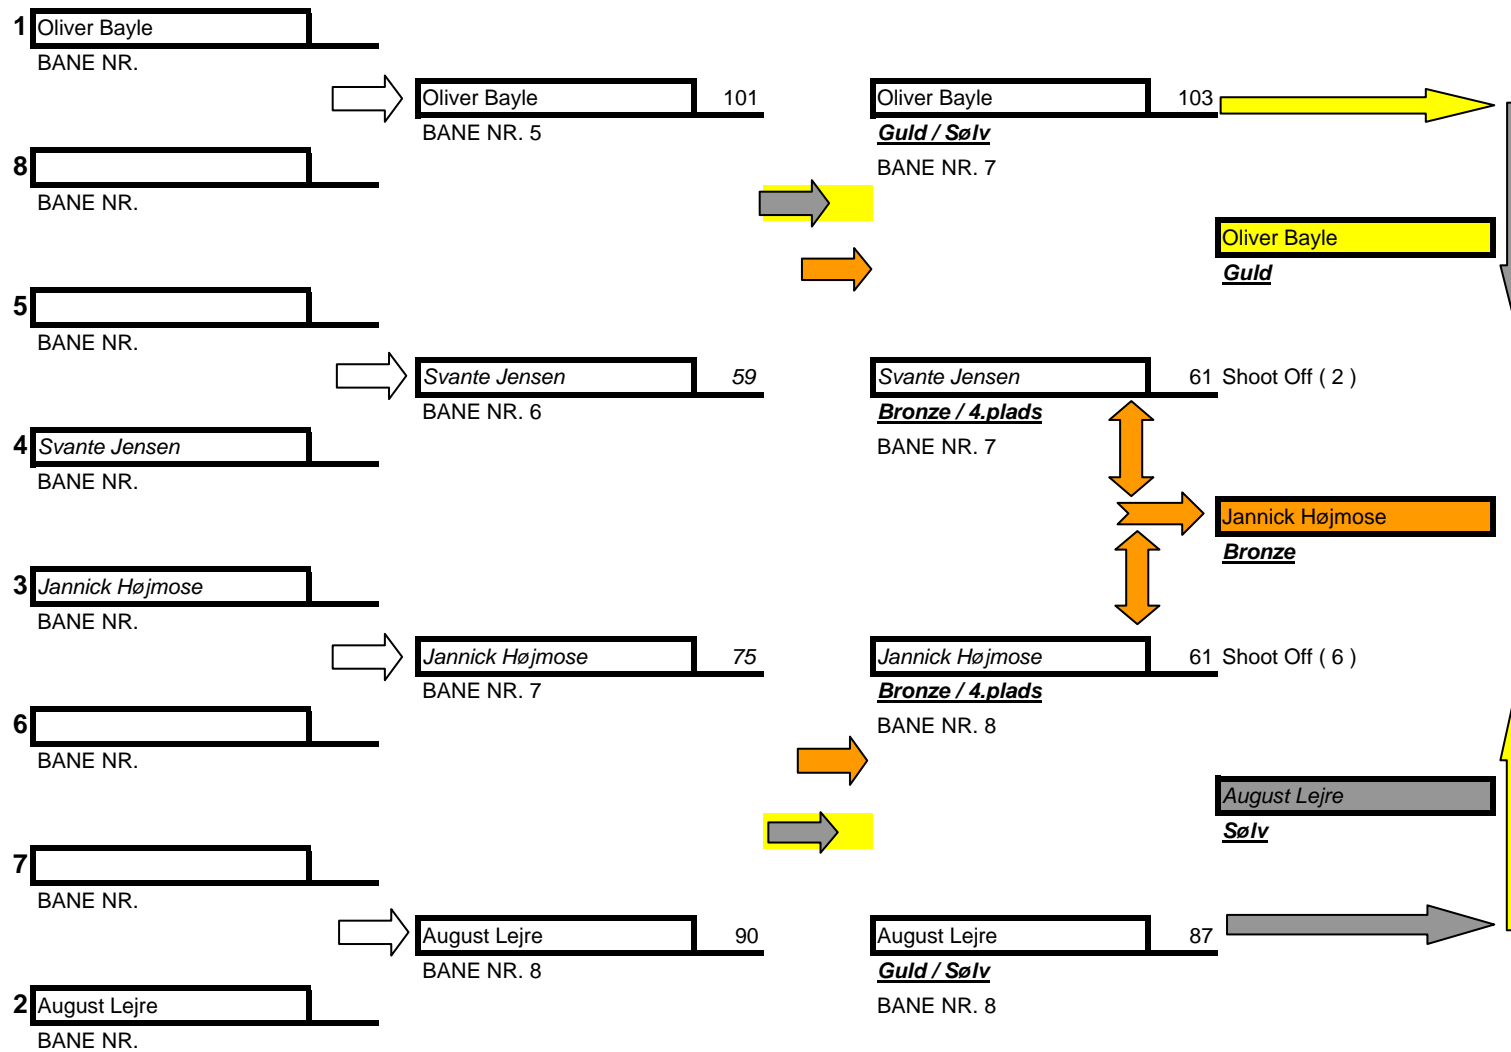 1 Oliver Bayle
BANE NR.
Oliver Bayle 101
BANE NR. 5
Oliver Bayle 103
Guld / Sølv
BANE NR. 7
8
BANE NR.
Oliver Bayle
Guld
5
BANE NR.
Svante Jensen 59
BANE NR. 6
Svante Jensen 61 Shoot Off ( 2 )
Bronze / 4.plads
BANE NR. 7
4 Svante Jensen
BANE NR.
Jannick Højmose
Bronze
3 Jannick Højmose
BANE NR.
Jannick Højmose 75
BANE NR. 7
Jannick Højmose 61 Shoot Off ( 6 )
Bronze / 4.plads
BANE NR. 8
6
BANE NR.
August Lejre
Sølv
7
BANE NR.
August Lejre 90
BANE NR. 8
August Lejre 87
Guld / Sølv
BANE NR. 8
2 August Lejre
BANE NR.